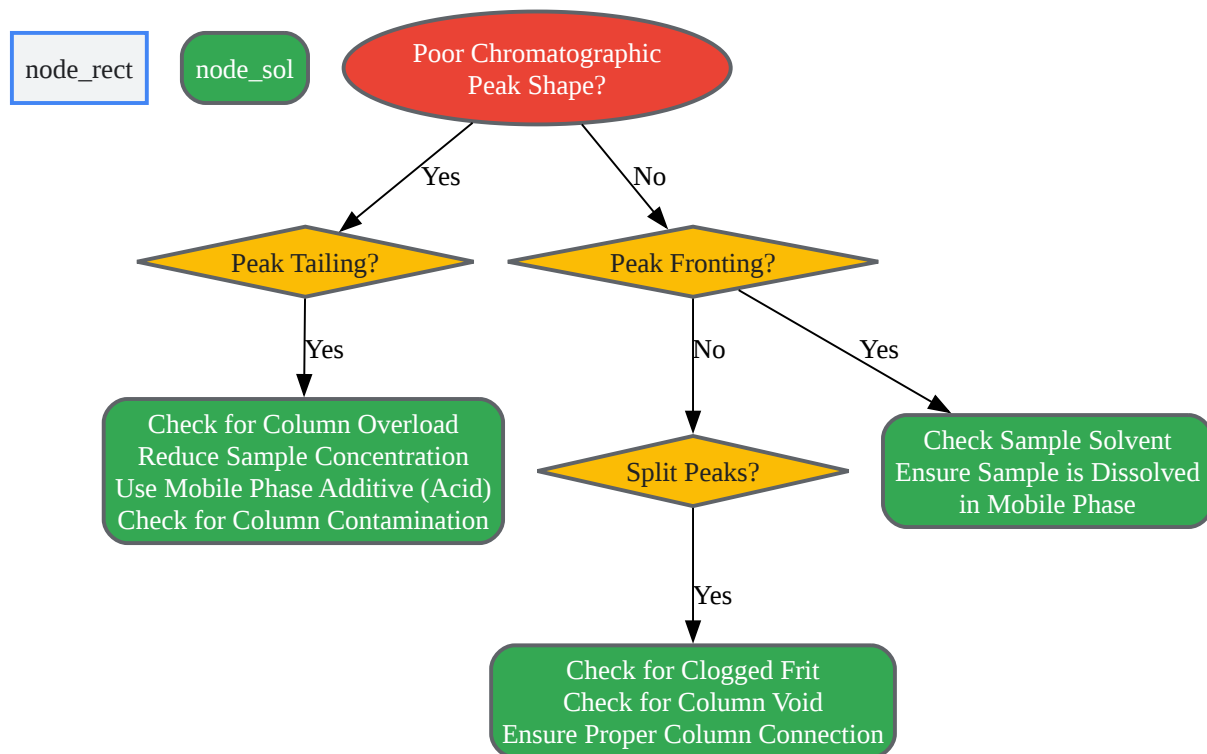 node_rect
node_sol
Poor Chromatographic
Peak Shape?
Yes
No
Peak Tailing?
Peak Fronting?
Yes
No
Yes
Check for Column Overload
Reduce Sample Concentration
Use Mobile Phase Additive (Acid)
Check for Column Contamination
Split Peaks?
Check Sample Solvent
Ensure Sample is Dissolved
in Mobile Phase
Yes
Check for Clogged Frit
Check for Column Void
Ensure Proper Column Connection